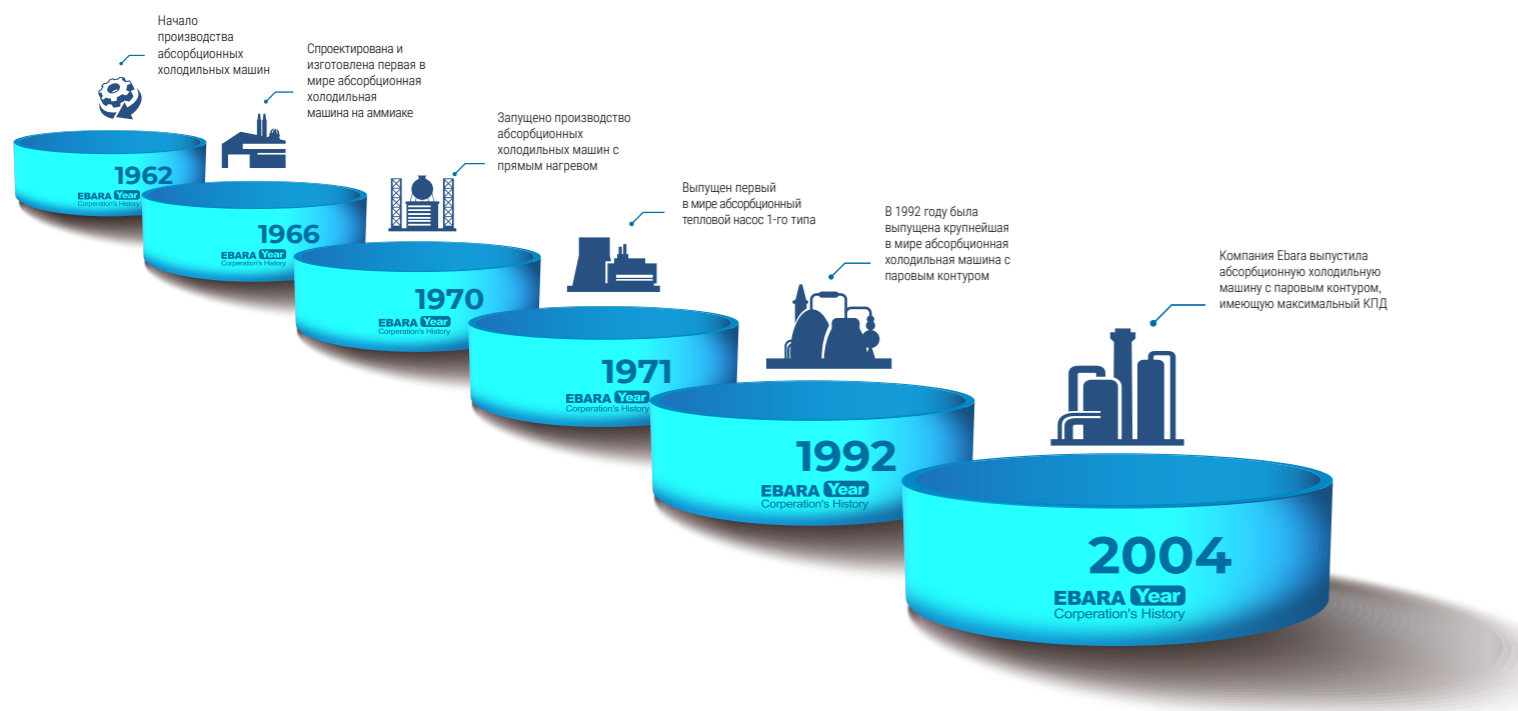 Начало
производства
абсорбционных
холодильных машин
1962
EBARA Year
Corperation's History
Спроектирована и
изготовлена первая в
мире абсорбционная
холодильная
машина на аммиаке
1966
EBARA Year
Corperation's History
Запущено производство
абсорбционных
холодильных машин с
прямым нагревом
1970
EBARA Year
Corperation's History
Выпущен первый
в мире абсорбционный
тепловой насос 1-го типа
1971
EBARA Year
Corperation's History
В 1992 году была
выпущена крупнейшая
в мире абсорбционная
холодильная машина с
паровым контуром
1992
EBARA Year
Corperation's History
Компания Ebara выпустила
абсорбционную холодильную
машину с паровым контуром,
имеющую максимальный КПД
2004
EBARA Year
Corperation's History